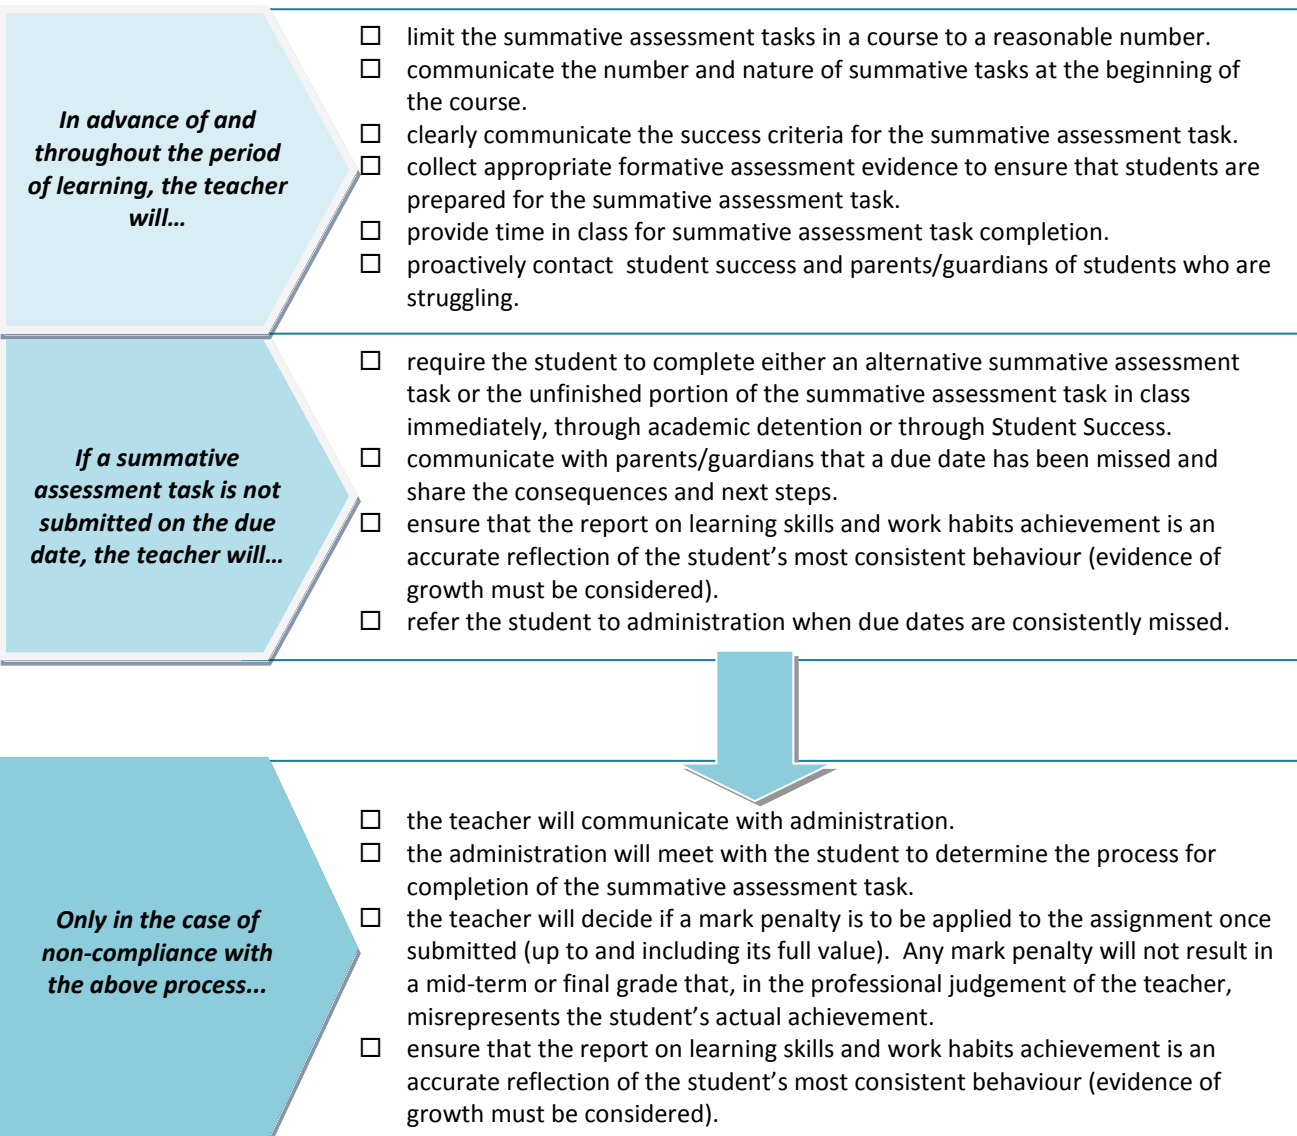 In advance of and
throughout the period
of learning, the teacher
will…
☐ limit the summative assessment tasks in a course to a reasonable number.
☐ communicate the number and nature of summative tasks at the beginning of
the course.
☐ clearly communicate the success criteria for the summative assessment task.
☐ collect appropriate formative assessment evidence to ensure that students are
prepared for the summative assessment task.
☐ provide time in class for summative assessment task completion.
☐ proactively contact  student success and parents/guardians of students who are
struggling.
If a summative
assessment task is not
submitted on the due
date, the teacher will…
☐ require the student to complete either an alternative summative assessment
task or the unfinished portion of the summative assessment task in class
immediately, through academic detention or through Student Success.
☐ communicate with parents/guardians that a due date has been missed and
share the consequences and next steps.
☐ ensure that the report on learning skills and work habits achievement is an
accurate reflection of the student’s most consistent behaviour (evidence of
growth must be considered).
☐ refer the student to administration when due dates are consistently missed.
Only in the case of
non-compliance with
the above process...
☐ the teacher will communicate with administration.
☐ the administration will meet with the student to determine the process for
completion of the summative assessment task.
☐ the teacher will decide if a mark penalty is to be applied to the assignment once
submitted (up to and including its full value).  Any mark penalty will not result in
a mid-term or final grade that, in the professional judgement of the teacher,
misrepresents the student’s actual achievement.
☐ ensure that the report on learning skills and work habits achievement is an
accurate reflection of the student’s most consistent behaviour (evidence of
growth must be considered).